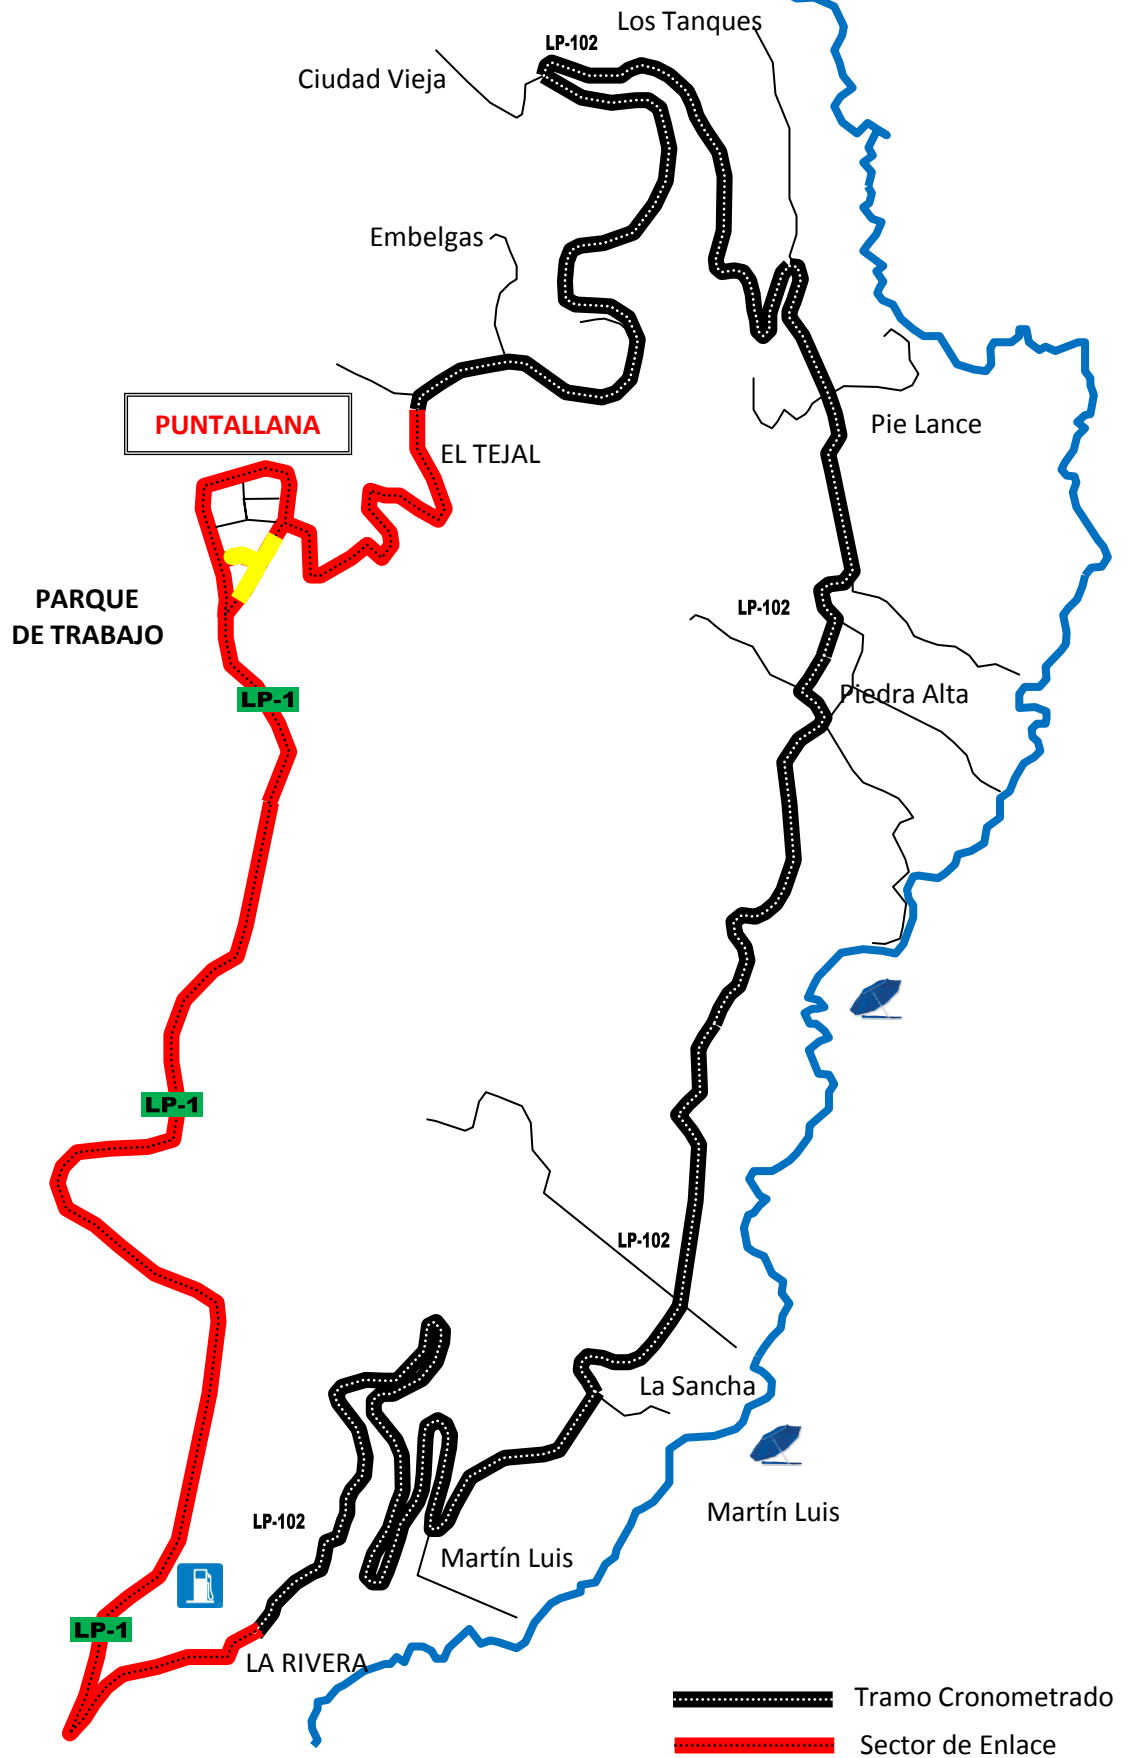 Los Tanques
LP-102
Ciudad Vieja
Embelgas
PUNTALLANA
Pie Lance
EL TEJAL
PARQUE
DE TRABAJO
LP-102
Piedra Alta
LP-1
LP-1
LP-102
La Sancha
Martín Luis
LP-102
Martín Luis
LP-1
LA RIVERA
Tramo Cronometrado
Sector de Enlace